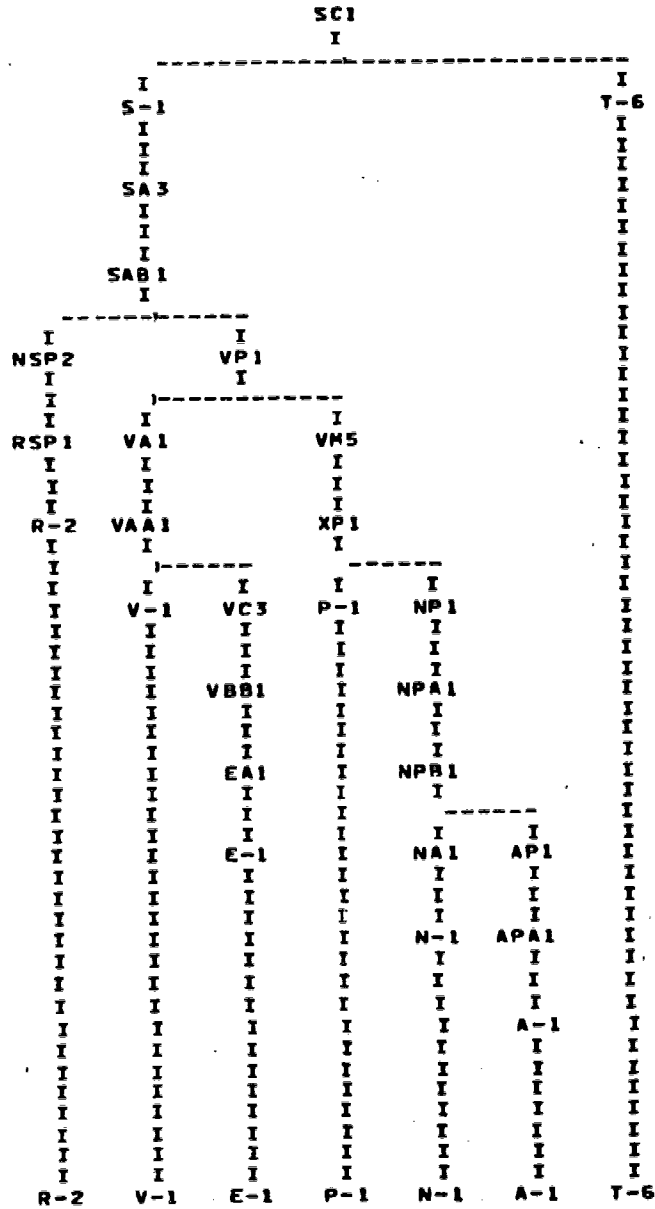 SC1
I
------------------------------
I I
S-1 T-6
I I
I I
I I
SA3 I
I I
I I
I I
SAB1 I
I I
------------ I
I I I
NSP2 VP1 I
I I I
I ------------ I
I I I I
RSP1 VA1 VM5 I
I I I I
I I I I
I I I I
R-2 VAA1 XP1 I
I I I I
I ------ ------ I
I I I I I I
I V-1 VC3 P-1 NP1 I
I I I I I I
I I I I I I
I I I I I I
I I VBB1 I NPA1 I
I I I I I I
I I I I I I
I I I I I I
I I EA1 I NPB1 I
I I I I I I
I I I I ------ I
I I I I I I I
I I E-1 I NA1 AP1 I
I I I I I I I
I I I I I I I
I I I I I I I
I I I I N-1 APA1 I
I I I I I I I
I I I I I I I
I I I I I I I
I I I I I A-1 I
I I I I I I I
I I I I I I I
I I I I I I I
I I I I I I I
I I I I I I I
I I I I I I I
I I I I I I I
R-2 V-1 E-1 P-1 N-1 A-1 T-6